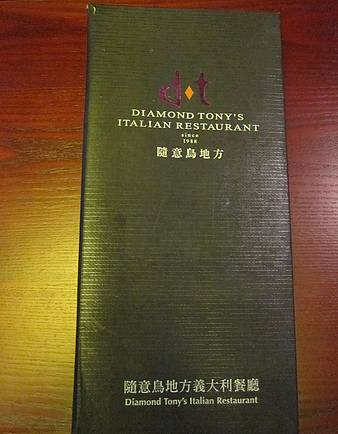 d♦t
DIAMOND TONY'S
ITALIAN RESTAURANT
since
1988
隨意鳥地方
隨意鳥地方義大利餐廳
Diamond Tony's Italian Restaurant